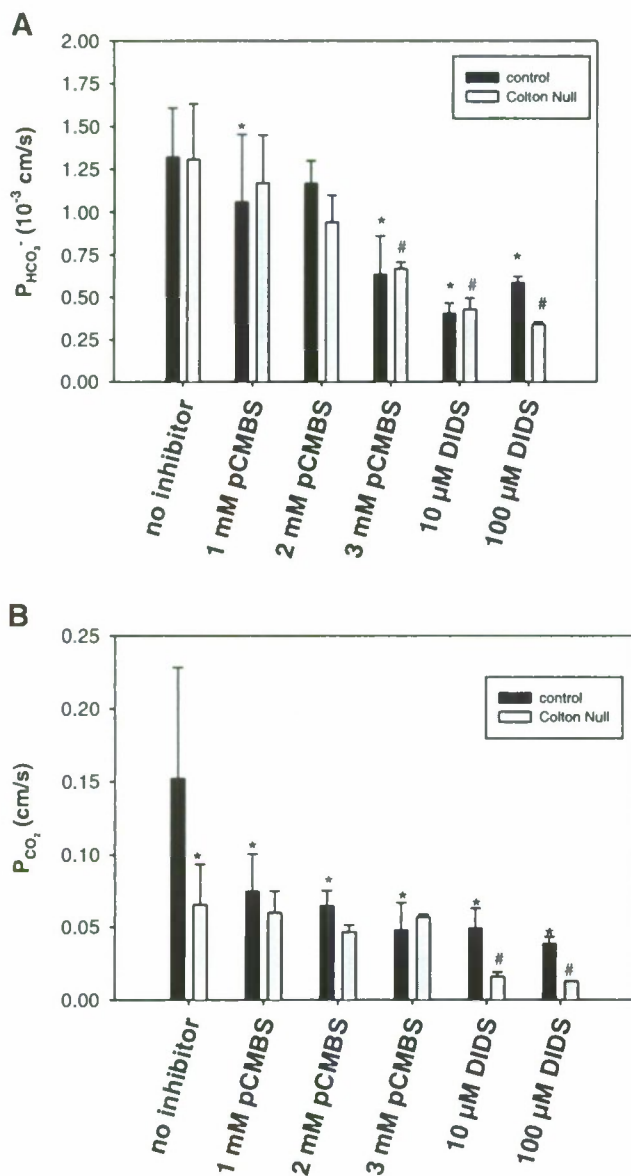 A
P HCO₃⁻ (10⁻³ cm/s)
2.00
1.75
1.50
1.25
1.00
0.75
0.50
0.25
0.00
control
Colton Null
*
*
#
*
#
*
#
no inhibitor
1 mM pCMBS
2 mM pCMBS
3 mM pCMBS
10 µM DIDS
100 µM DIDS
B
P CO₂ (cm/s)
0.25
0.20
0.15
0.10
0.05
0.00
control
Colton Null
*
*
*
*
*
#
*
#
no inhibitor
1 mM pCMBS
2 mM pCMBS
3 mM pCMBS
10 µM DIDS
100 µM DIDS